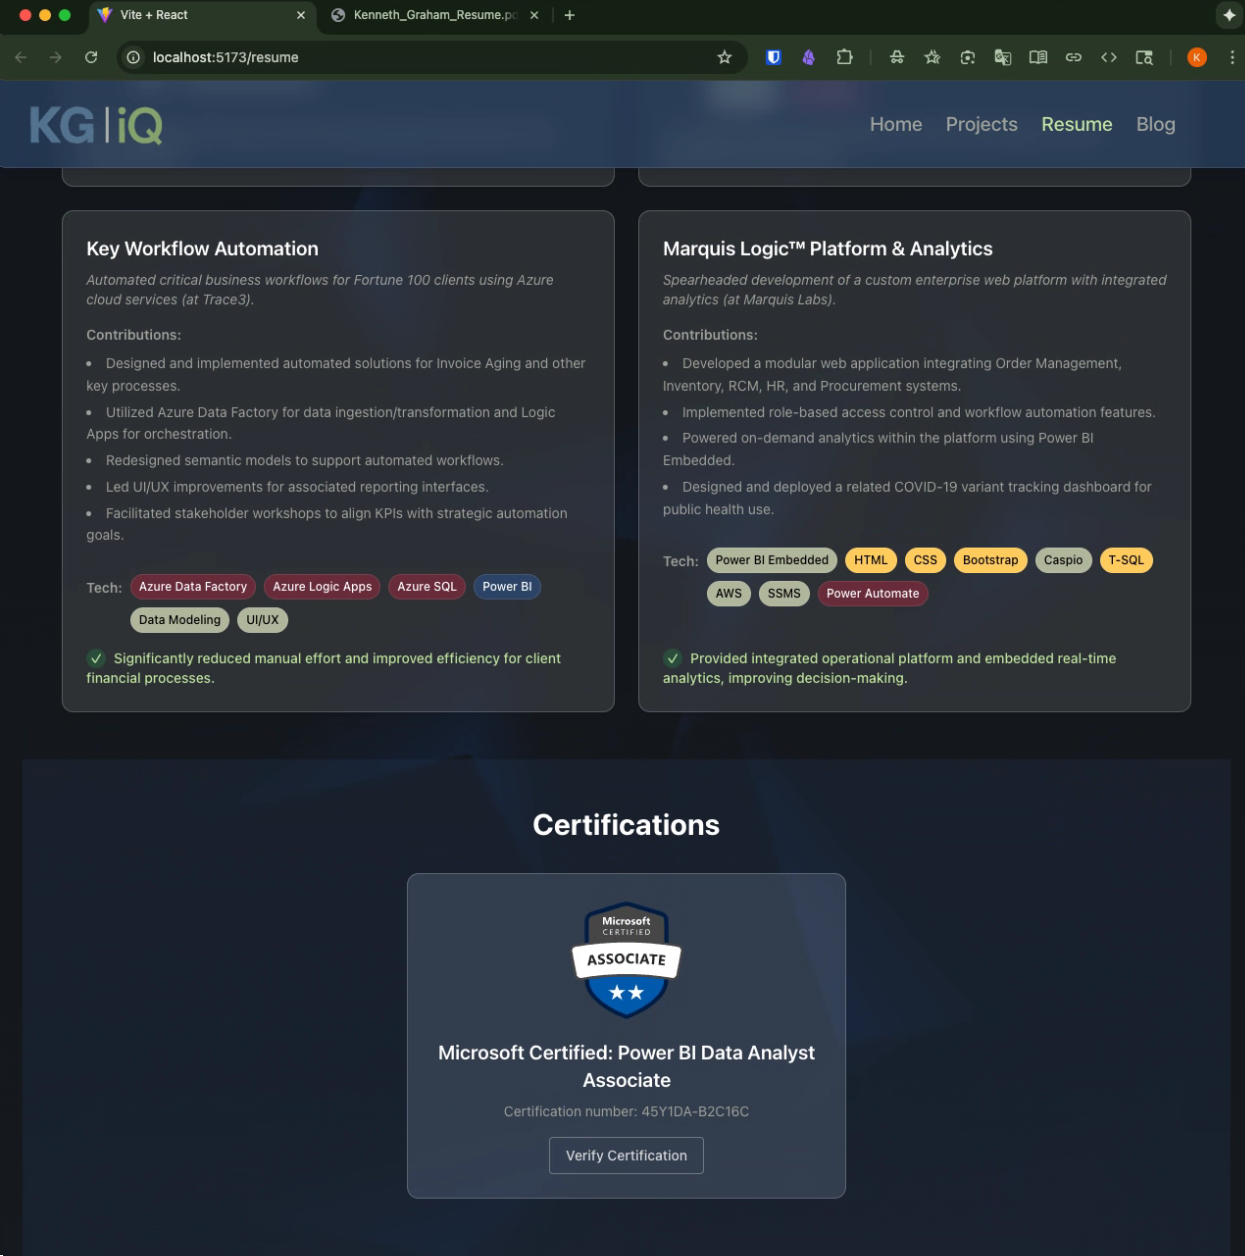 Vite + React
Kenneth_Graham_Resume.pd
localhost:5173/resume
K
KG|iQ
Home Projects Resume Blog
Key Workflow Automation
Automated critical business workflows for Fortune 100 clients using Azure
cloud services (at Trace3).
Contributions:
• Designed and implemented automated solutions for Invoice Aging and other
key processes.
• Utilized Azure Data Factory for data ingestion/transformation and Logic
Apps for orchestration.
• Redesigned semantic models to support automated workflows.
• Led UI/UX improvements for associated reporting interfaces.
• Facilitated stakeholder workshops to align KPIs with strategic automation
goals.
Tech: Azure Data Factory Azure Logic Apps Azure SQL Power BI
Data Modeling UI/UX
Significantly reduced manual effort and improved efficiency for client
financial processes.
Marquis Logic™ Platform & Analytics
Spearheaded development of a custom enterprise web platform with integrated
analytics (at Marquis Labs).
Contributions:
• Developed a modular web application integrating Order Management,
Inventory, RCM, HR, and Procurement systems.
• Implemented role-based access control and workflow automation features.
• Powered on-demand analytics within the platform using Power BI
Embedded.
• Designed and deployed a related COVID-19 variant tracking dashboard for
public health use.
Tech: Power BI Embedded HTML CSS Bootstrap Caspio T-SQL
AWS SSMS Power Automate
Provided integrated operational platform and embedded real-time
analytics, improving decision-making.
Certifications
Microsoft
CERTIFIED
ASSOCIATE
Microsoft Certified: Power BI Data Analyst
Associate
Certification number: 45Y1DA-B2C16C
Verify Certification